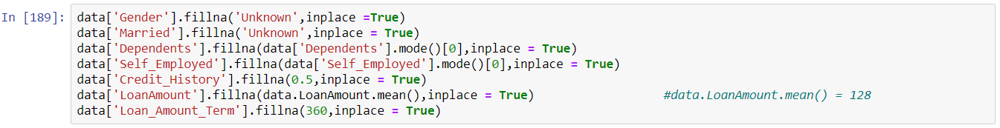 In [189]: data['Gender'].fillna('Unknown',inplace =True)
data['Married'].fillna('Unknown',inplace = True)
data['Dependents'].fillna(data['Dependents'].mode()[0],inplace = True)
data['Self_Employed'].fillna(data['Self_Employed'].mode()[0],inplace = True)
data['Credit_History'].fillna(0.5,inplace = True)
data['LoanAmount'].fillna(data.LoanAmount.mean(),inplace = True) #data.LoanAmount.mean() = 128
data['Loan_Amount_Term'].fillna(360,inplace = True)